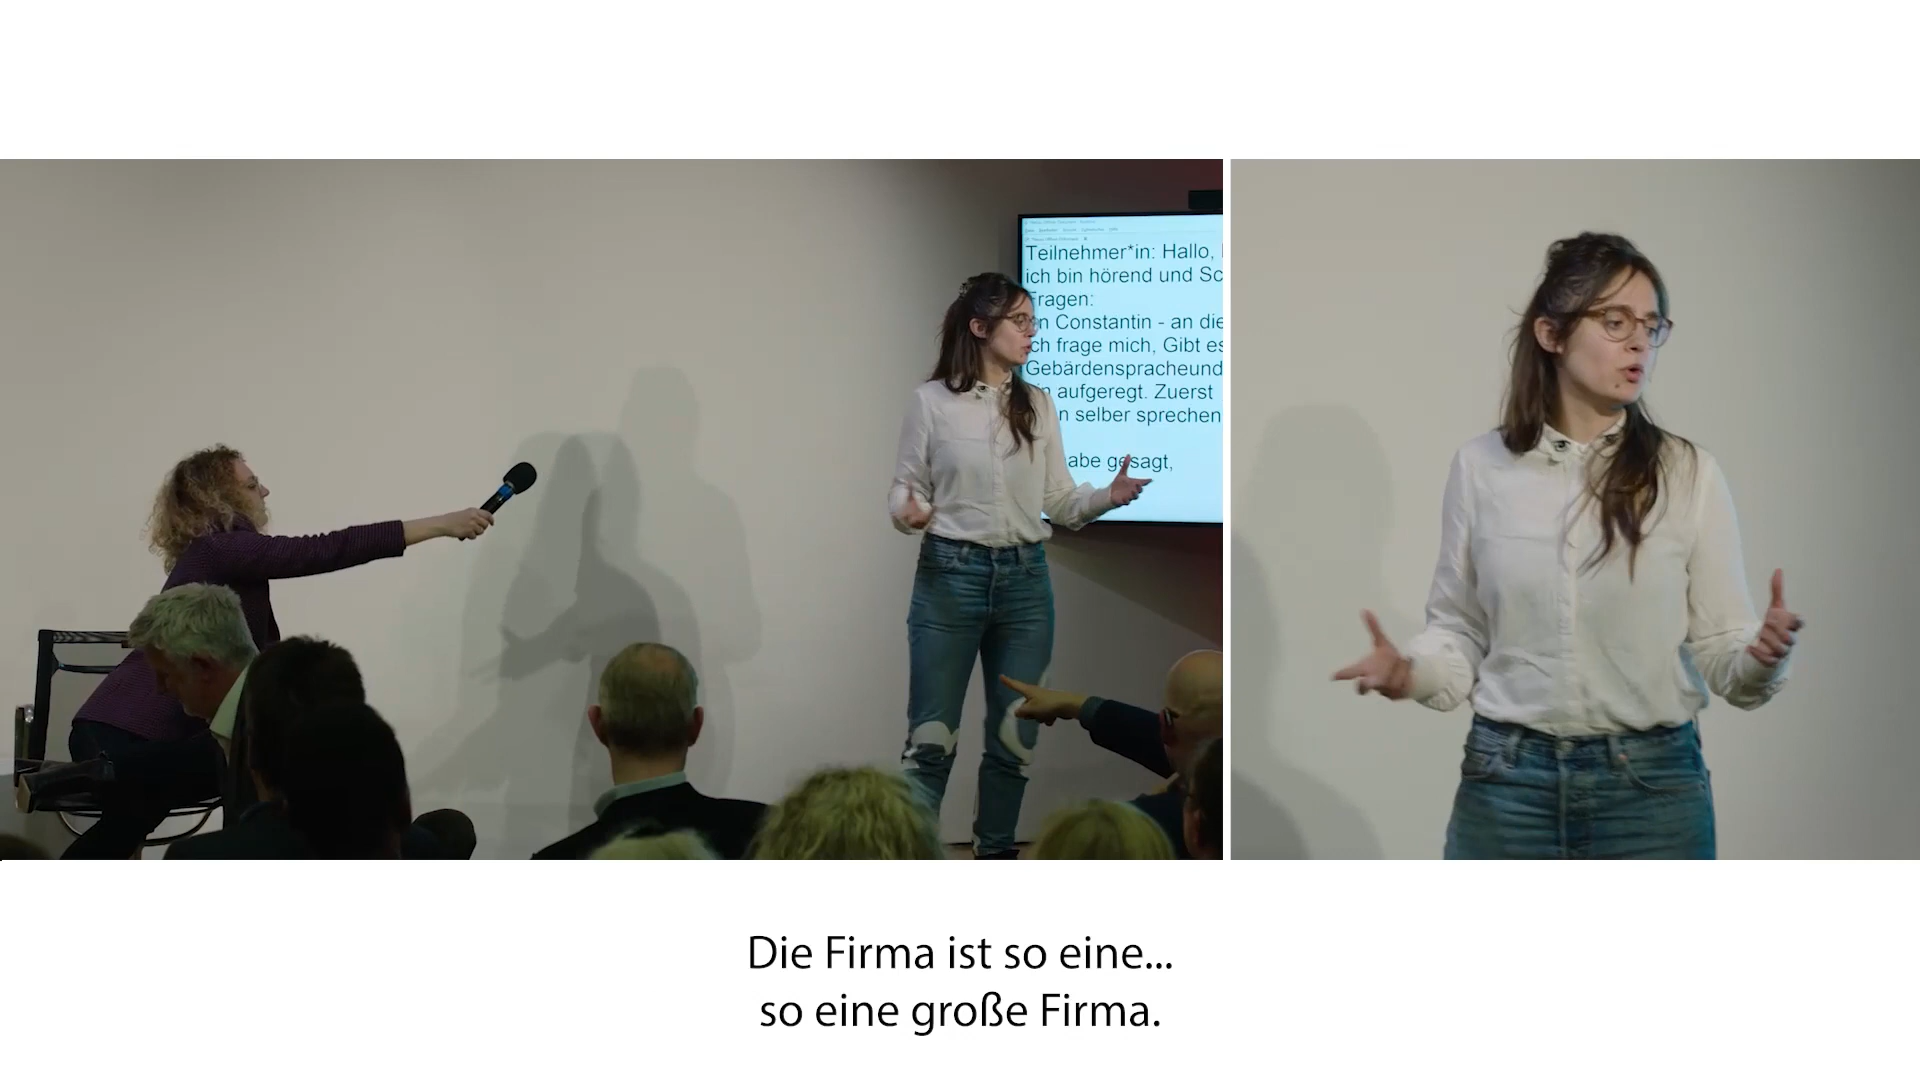 Teilnehmer*in: Hallo,
ich bin hörend und Sc
Fragen:
n Constantin - an die
ch frage mich, Gibt es
Gebärdenspracheund
n aufgeregt. Zuerst
n selber sprechen
abe gesagt,
Die Firma ist so eine...
so eine große Firma.